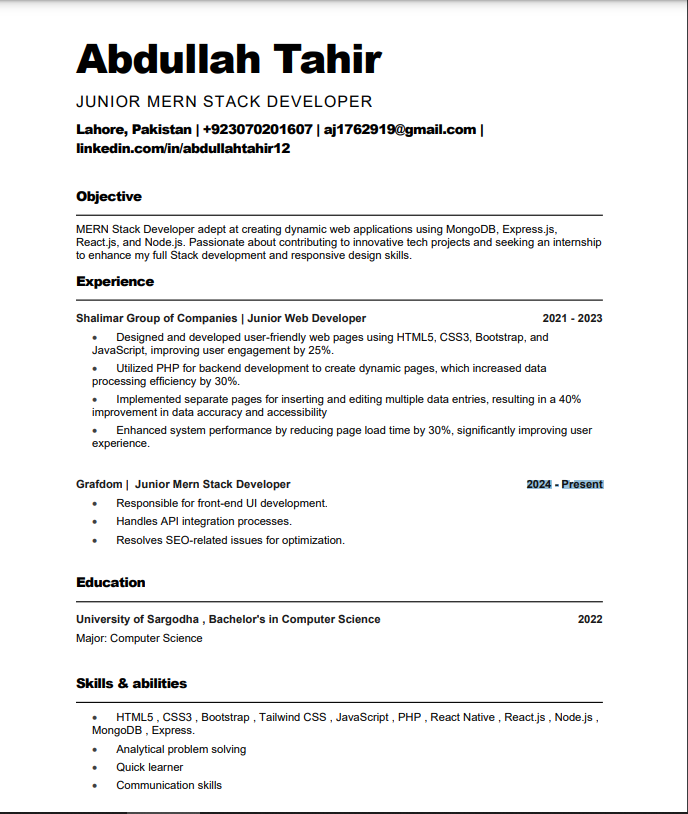 Abdullah Tahir
JUNIOR MERN STACK DEVELOPER
Lahore, Pakistan | +923070201607 | aj1762919@gmail.com |
linkedin.com/in/abdullahtahir12
Objective
MERN Stack Developer adept at creating dynamic web applications using MongoDB, Express.js,
React.js, and Node.js. Passionate about contributing to innovative tech projects and seeking an internship
to enhance my full Stack development and responsive design skills.
Experience
Shalimar Group of Companies | Junior Web Developer 2021 - 2023
• Designed and developed user-friendly web pages using HTML5, CSS3, Bootstrap, and
JavaScript, improving user engagement by 25%.
• Utilized PHP for backend development to create dynamic pages, which increased data
processing efficiency by 30%.
• Implemented separate pages for inserting and editing multiple data entries, resulting in a 40%
improvement in data accuracy and accessibility
• Enhanced system performance by reducing page load time by 30%, significantly improving user
experience.
Grafdom | Junior Mern Stack Developer 2024 - Present
• Responsible for front-end UI development.
• Handles API integration processes.
• Resolves SEO-related issues for optimization.
Education
University of Sargodha , Bachelor's in Computer Science 2022
Major: Computer Science
Skills & abilities
• HTML5 , CSS3 , Bootstrap , Tailwind CSS , JavaScript , PHP , React Native , React.js , Node.js ,
MongoDB , Express.
• Analytical problem solving
• Quick learner
• Communication skills